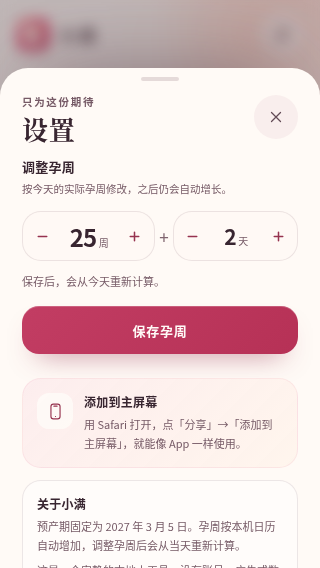 只为这份期待
设置
调整孕周
按今天的实际孕周修改，之后仍会自动增长。
− 25 周 + + − 2 天 +
保存后，会从今天重新计算。
保存孕周
添加到主屏幕
用 Safari 打开，点「分享」→「添加到
主屏幕」，就能像 App 一样使用。
关于小满
预产期固定为 2027 年 3 月 5 日。孕周按本机日历
自动增加，调整孕周后会从当天重新计算。